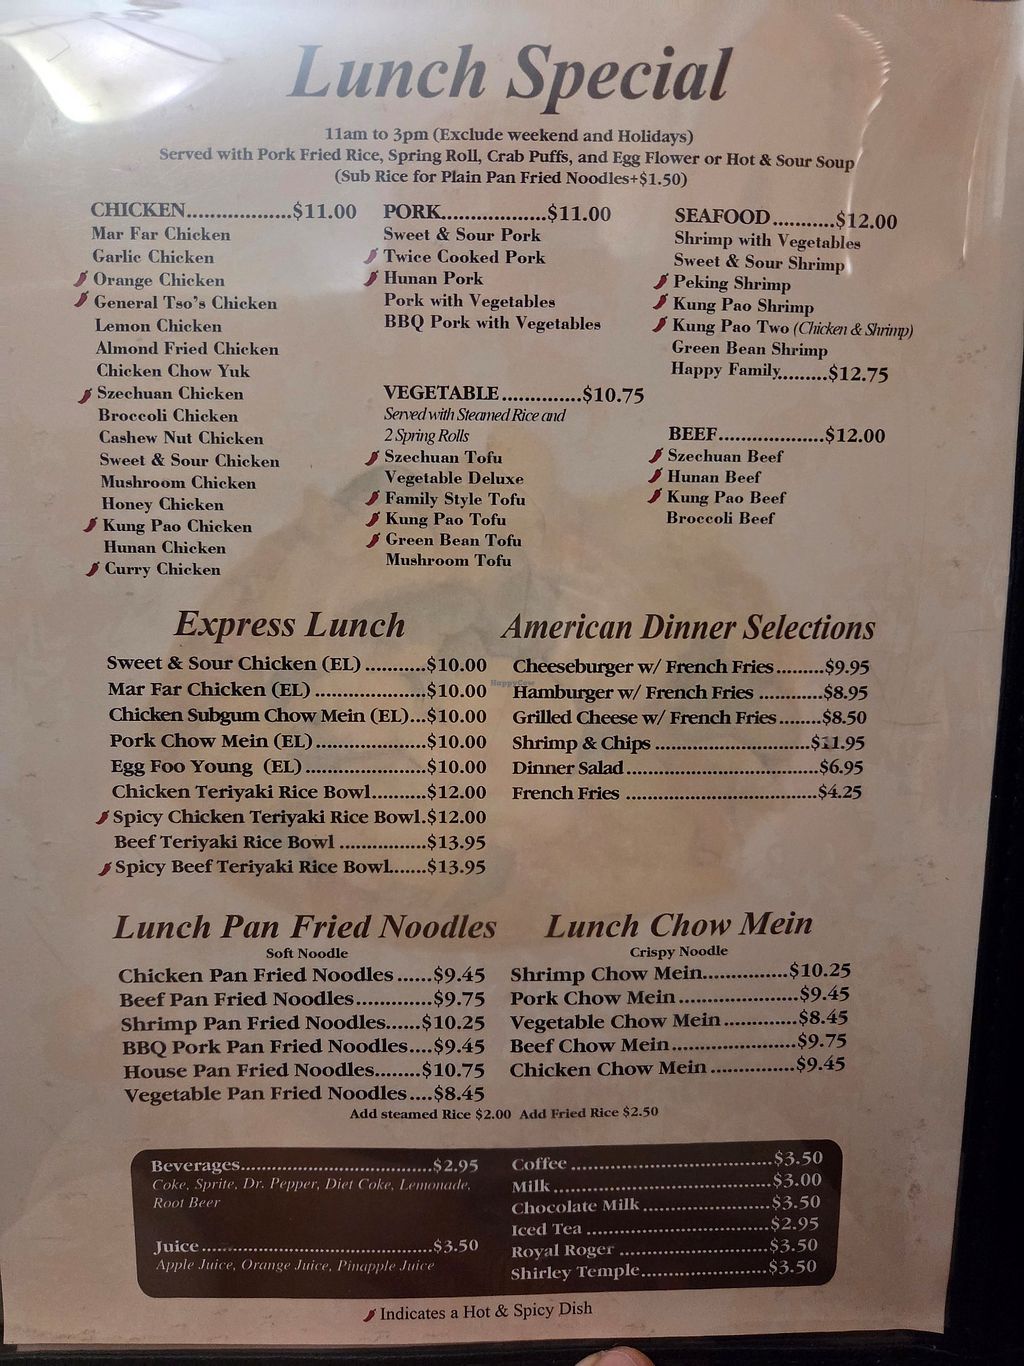 Lunch Special
11am to 3pm (Exclude weekend and Holidays)
Served with Pork Fried Rice, Spring Roll, Crab Puffs, and Egg Flower or Hot & Sour Soup
(Sub Rice for Plain Pan Fried Noodles+$1.50)
CHICKEN..................$11.00
Mar Far Chicken
Garlic Chicken
Orange Chicken
General Tso's Chicken
Lemon Chicken
Almond Fried Chicken
Chicken Chow Yuk
Szechuan Chicken
Broccoli Chicken
Cashew Nut Chicken
Sweet & Sour Chicken
Mushroom Chicken
Honey Chicken
Kung Pao Chicken
Hunan Chicken
Curry Chicken
PORK..................$11.00
Sweet & Sour Pork
Twice Cooked Pork
Hunan Pork
Pork with Vegetables
BBQ Pork with Vegetables
VEGETABLE..............$10.75
Served with Steamed Rice and
2 Spring Rolls
Szechuan Tofu
Vegetable Deluxe
Family Style Tofu
Kung Pao Tofu
Green Bean Tofu
Mushroom Tofu
SEAFOOD...........$12.00
Shrimp with Vegetables
Sweet & Sour Shrimp
Peking Shrimp
Kung Pao Shrimp
Kung Pao Two (Chicken & Shrimp)
Green Bean Shrimp
Happy Family.........$12.75
BEEF..................$12.00
Szechuan Beef
Hunan Beef
Kung Pao Beef
Broccoli Beef
Express Lunch
Sweet & Sour Chicken (EL)...........$10.00
Mar Far Chicken (EL)....................$10.00
Chicken Subgum Chow Mein (EL)...$10.00
Pork Chow Mein (EL)....................$10.00
Egg Foo Young (EL)......................$10.00
Chicken Teriyaki Rice Bowl..........$12.00
Spicy Chicken Teriyaki Rice Bowl.$12.00
Beef Teriyaki Rice Bowl ................$13.95
Spicy Beef Teriyaki Rice Bowl.......$13.95
American Dinner Selections
Cheeseburger w/ French Fries.........$9.95
Hamburger w/ French Fries ............$8.95
Grilled Cheese w/ French Fries........$8.50
Shrimp & Chips ..............................$11.95
Dinner Salad.....................................$6.95
French Fries .....................................$4.25
HappyCow
Lunch Pan Fried Noodles
Soft Noodle
Chicken Pan Fried Noodles ......$9.45
Beef Pan Fried Noodles.............$9.75
Shrimp Pan Fried Noodles......$10.25
BBQ Pork Pan Fried Noodles....$9.45
House Pan Fried Noodles........$10.75
Vegetable Pan Fried Noodles....$8.45
Lunch Chow Mein
Crispy Noodle
Shrimp Chow Mein...............$10.25
Pork Chow Mein.....................$9.45
Vegetable Chow Mein.............$8.45
Beef Chow Mein......................$9.75
Chicken Chow Mein...............$9.45
Add steamed Rice $2.00 Add Fried Rice $2.50
Beverages...................................$2.95
Coke, Sprite, Dr. Pepper, Diet Coke, Lemonade,
Root Beer
Juice..........................................$3.50
Apple Juice, Orange Juice, Pinapple Juice
Coffee.....................................$3.50
Milk........................................$3.00
Chocolate Milk.......................$3.50
Iced Tea .................................$2.95
Royal Roger ...........................$3.50
Shirley Temple.......................$3.50
Indicates a Hot & Spicy Dish